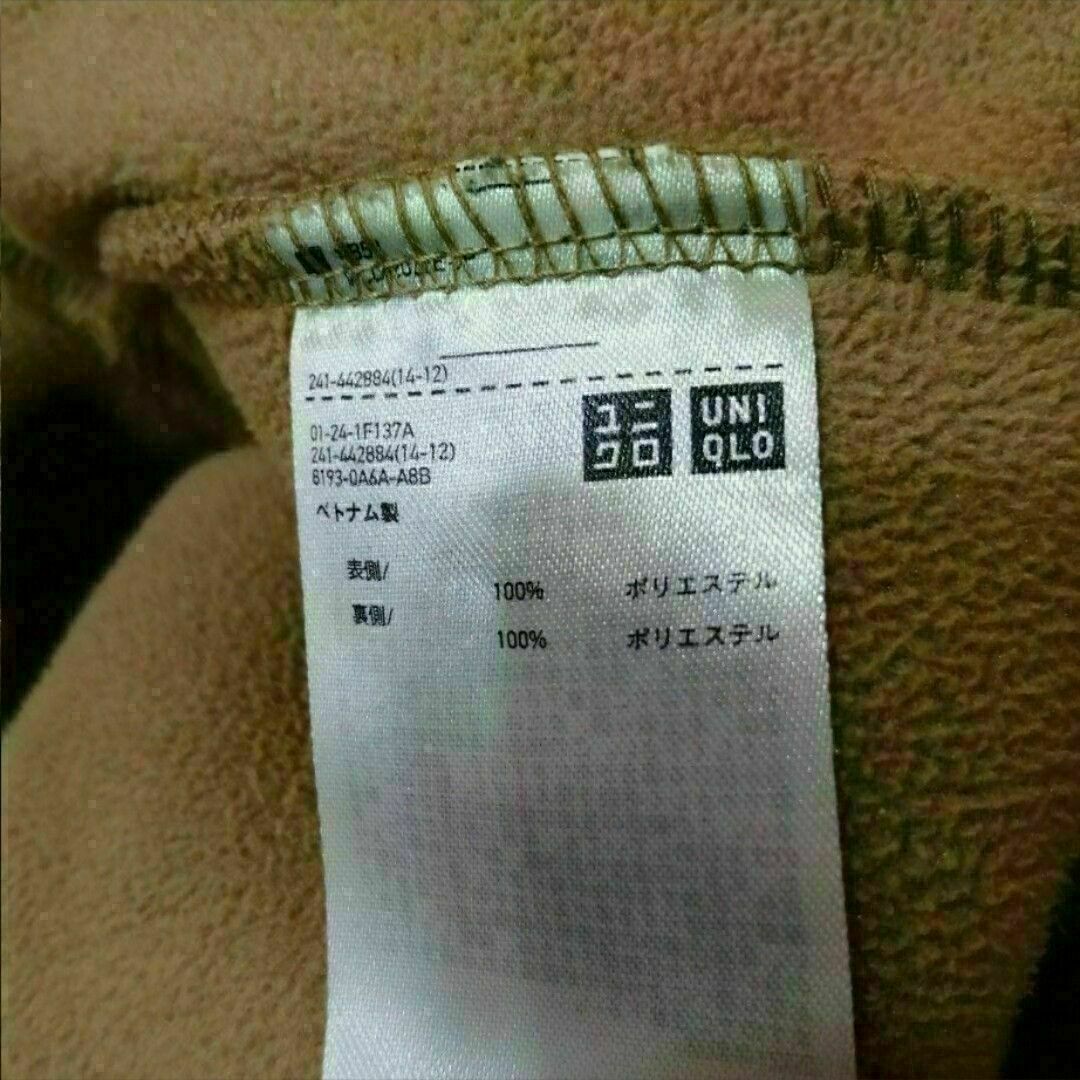 241-442884(14-12)
ユニクロ
UNIQLO
01-24-1F137A
241-442884(14-12)
8193-0A6A-A8B
ベトナム製
表側/
100% ポリエステル
裏側/
100% ポリエステル